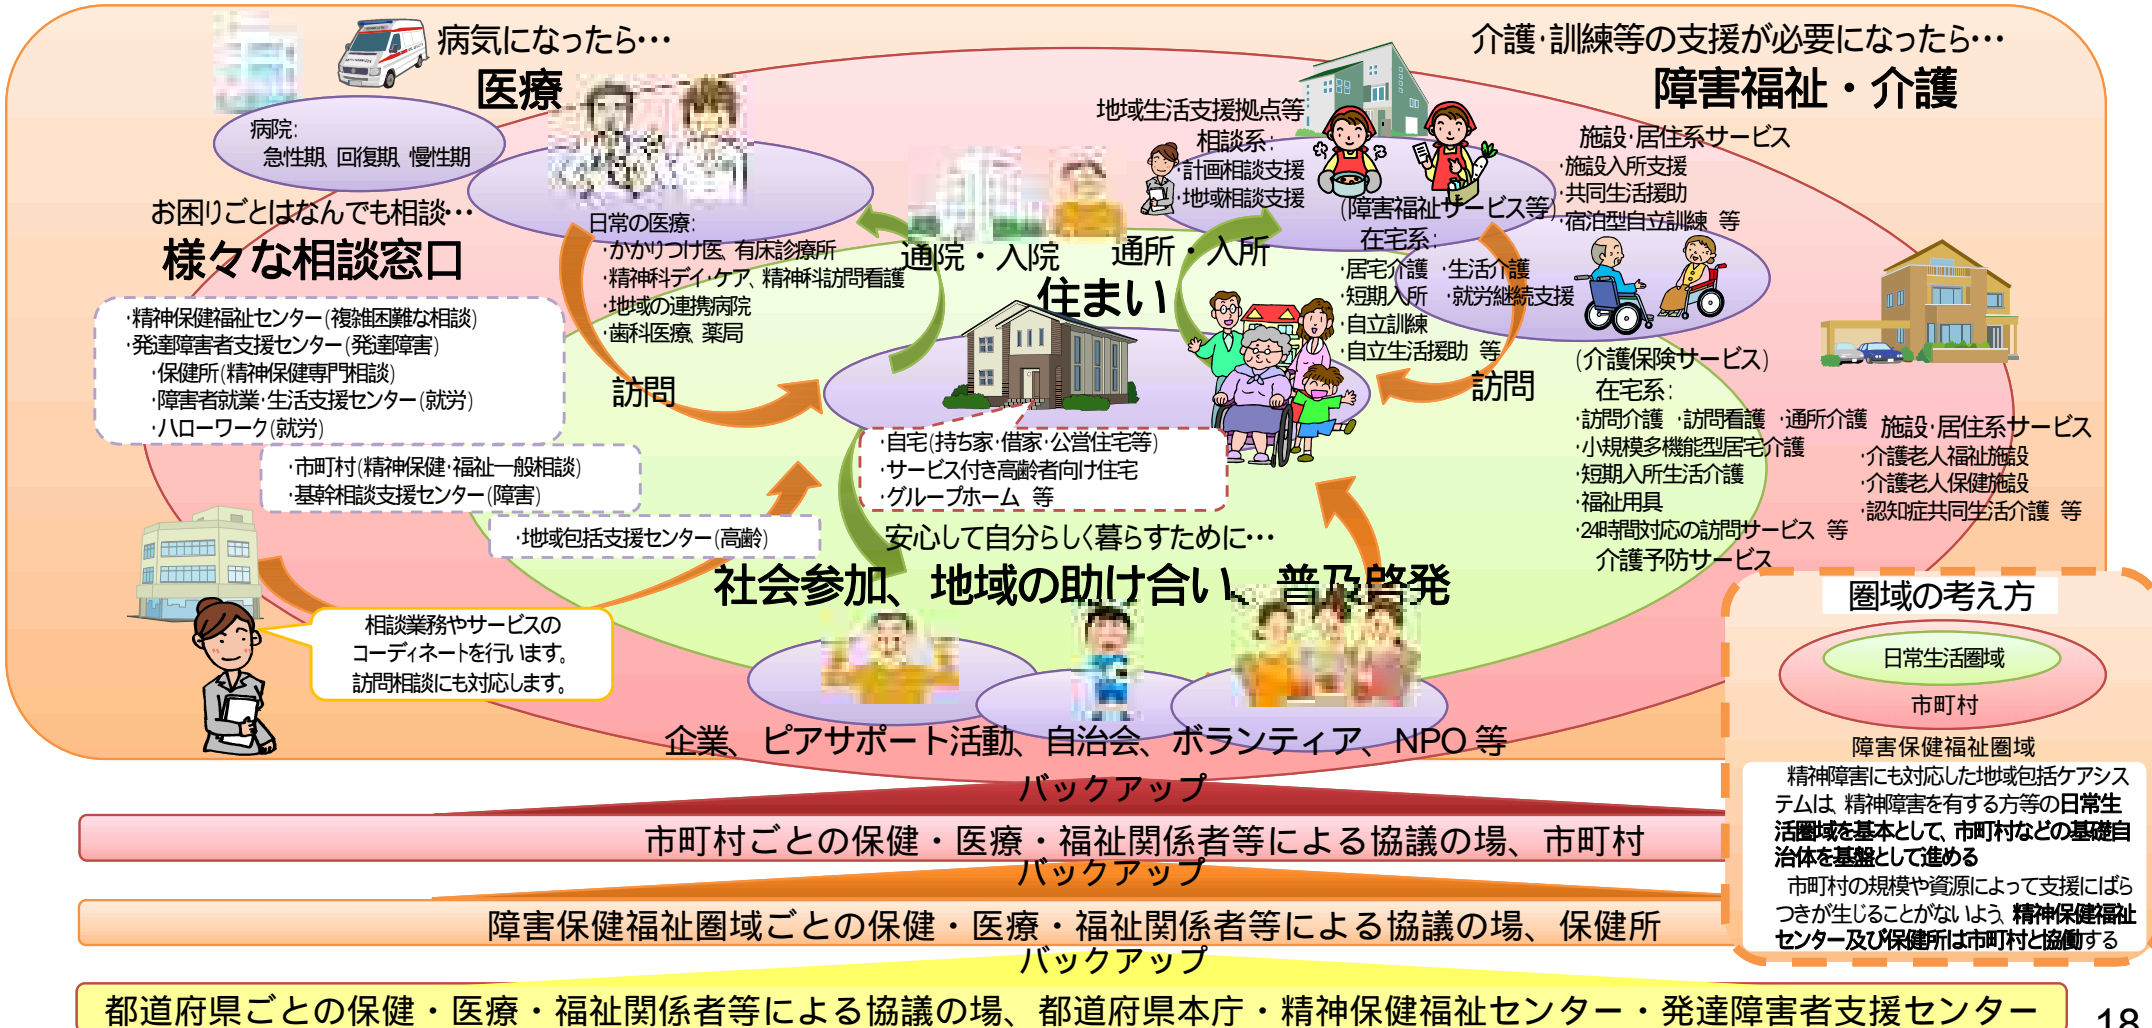 病気になったら…
医療
病院:
急性期、回復期、慢性期
お困りごとはなんでも相談…
様々な相談窓口
・精神保健福祉センター(複雑困難な相談)
・発達障害者支援センター(発達障害)
・保健所(精神保健専門相談)
・障害者就業・生活支援センター(就労)
・ハローワーク(就労)
・市町村(精神保健・福祉一般相談)
・基幹相談支援センター(障害)
・地域包括支援センター(高齢)
相談業務やサービスの
コーディネートを行います。
訪問相談にも対応します。
日常の医療:
・かかりつけ医、有床診療所
・精神科デイ・ケア、精神科訪問看護
・地域の連携病院
・歯科医療、薬局
訪問
通院・入院
通所・入所
住まい
・自宅(持ち家・借家・公営住宅等)
・サービス付き高齢者向け住宅
・グループホーム 等
安心して自分らしく暮らすために…
社会参加、地域の助け合い、普及啓発
企業、ピアサポート活動、自治会、ボランティア、NPO 等
介護・訓練等の支援が必要になったら…
障害福祉・介護
地域生活支援拠点等
相談系:
・計画相談支援
・地域相談支援
(障害福祉サービス等)
在宅系:
・居宅介護 ・生活介護
・短期入所 ・就労継続支援
・自立訓練
・自立生活援助 等
施設・居住系サービス
・施設入所支援
・共同生活援助
・宿泊型自立訓練 等
訪問
(介護保険サービス)
在宅系:
・訪問介護 ・訪問看護 ・通所介護
・小規模多機能型居宅介護
・短期入所生活介護
・福祉用具
・24時間対応の訪問サービス 等
介護予防サービス
施設・居住系サービス
・介護老人福祉施設
・介護老人保健施設
・認知症共同生活介護 等
圏域の考え方
日常生活圏域
市町村
障害保健福祉圏域
精神障害にも対応した地域包括ケアシス
テムは、精神障害を有する方等の日常生
活圏域を基本として、市町村などの基礎自
治体を基盤として進める
市町村の規模や資源によって支援にばら
つきが生じることがないよう、精神保健福祉
センター及び保健所は市町村と協働する
バックアップ
市町村ごとの保健・医療・福祉関係者等による協議の場、市町村
バックアップ
障害保健福祉圏域ごとの保健・医療・福祉関係者等による協議の場、保健所
バックアップ
都道府県ごとの保健・医療・福祉関係者等による協議の場、都道府県本庁・精神保健福祉センター・発達障害者支援センター
18